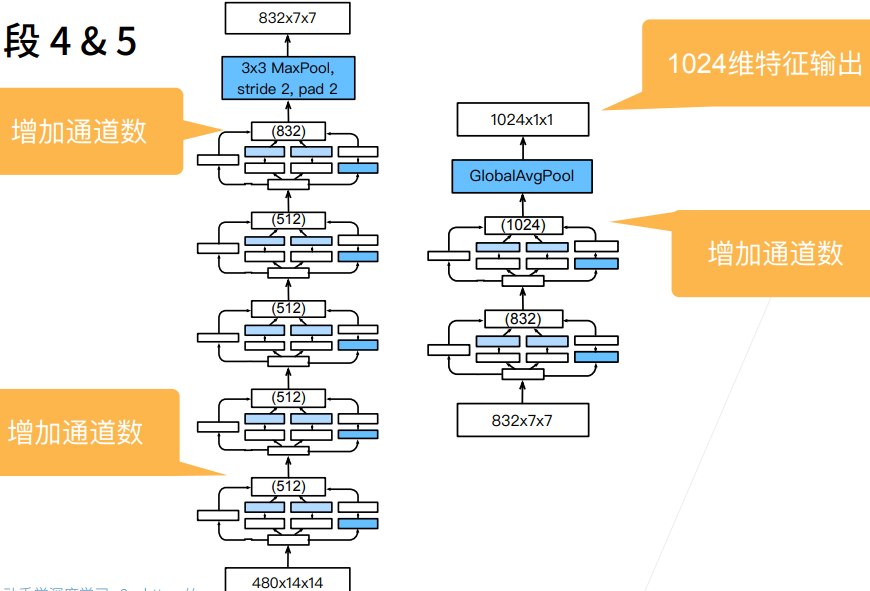 段 4 & 5
832x7x7
3x3 MaxPool,
stride 2, pad 2
增加通道数
(832)
(512)
(512)
(512)
增加通道数
(512)
480x14x14
1024维特征输出
1024x1x1
GlobalAvgPool
(1024)
增加通道数
(832)
832x7x7